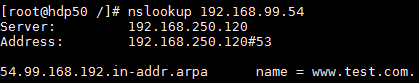 [root@hdp50 /]# nslookup 192.168.99.54
Server:         192.168.250.120
Address:        192.168.250.120#53
54.99.168.192.in-addr.arpa      name = www.test.com